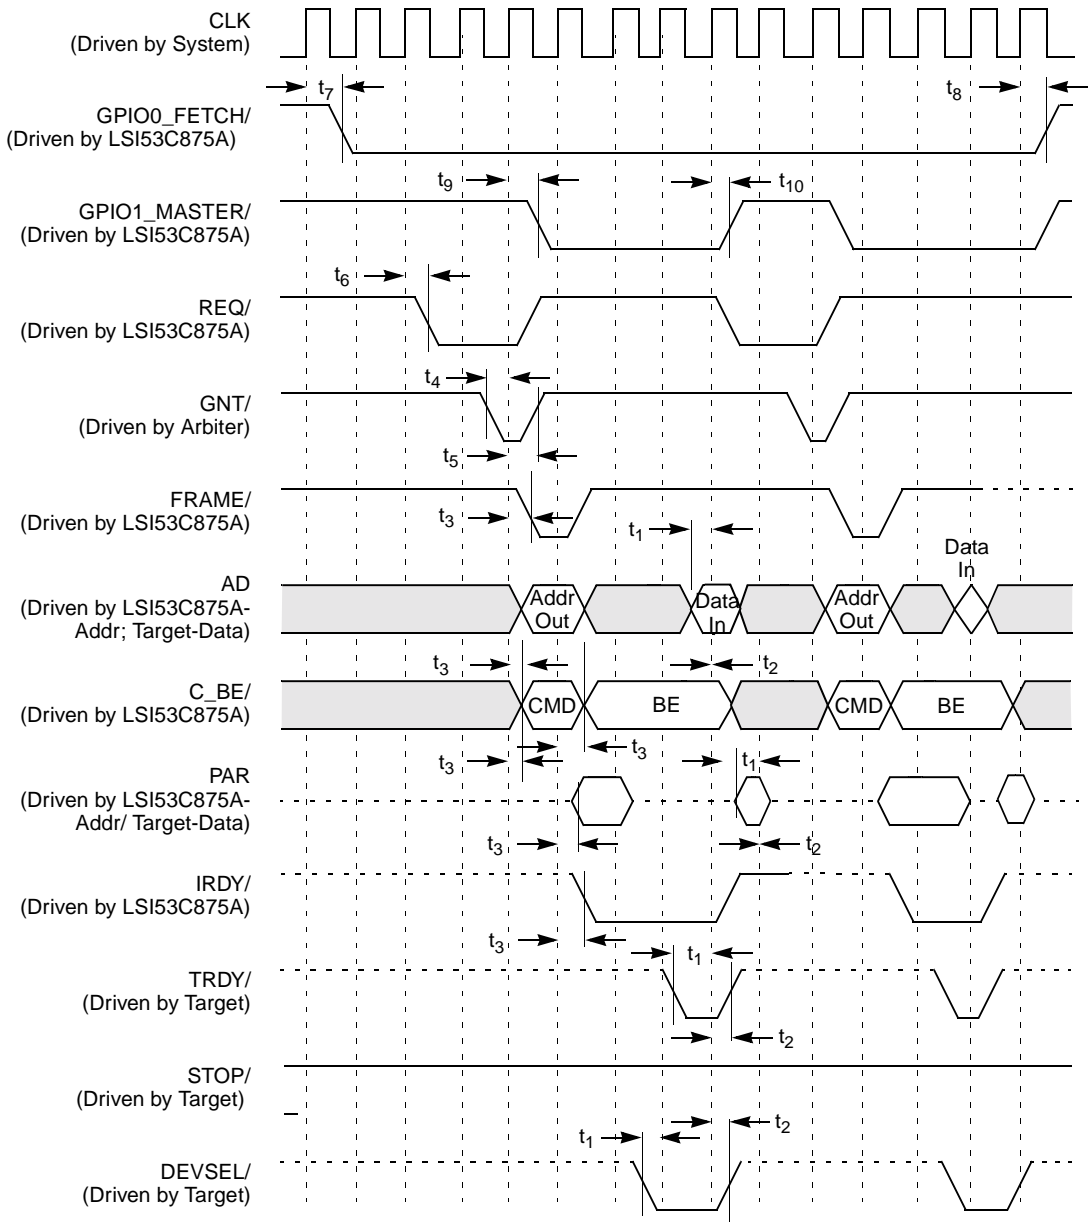 CLK
(Driven by System)
t7
t8
GPIO0_FETCH/
(Driven by LSI53C875A)
t9
t10
GPIO1_MASTER/
(Driven by LSI53C875A)
t6
REQ/
(Driven by LSI53C875A)
t4
GNT/
(Driven by Arbiter)
t5
FRAME/
(Driven by LSI53C875A)
t3
t1
Data
In
AD
(Driven by LSI53C875A-
Addr; Target-Data)
Addr
Out
Data
In
Addr
Out
t3
t2
C_BE/
(Driven by LSI53C875A)
CMD
BE
CMD
BE
t3
t3
t1
PAR
(Driven by LSI53C875A-
Addr/ Target-Data)
t3
t2
IRDY/
(Driven by LSI53C875A)
t3
t1
TRDY/
(Driven by Target)
t2
STOP/
(Driven by Target)
t2
t1
DEVSEL/
(Driven by Target)